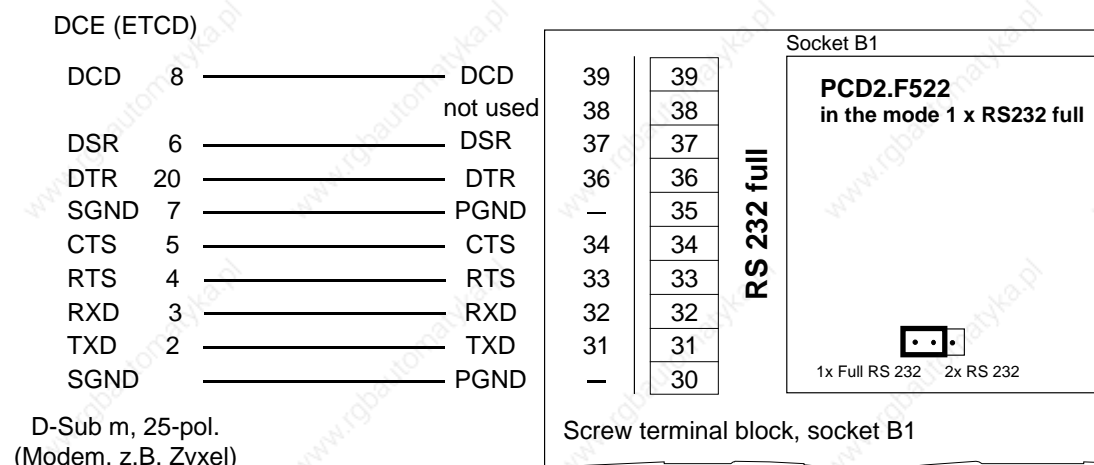 DCE (ETCD)
Socket B1
DCD 8 DCD 39 39
not used 38 38
DSR 6 DSR 37 37
DTR 20 DTR 36 36
SGND 7 PGND – 35
CTS 5 CTS 34 34
RTS 4 RTS 33 33
RXD 3 RXD 32 32
TXD 2 TXD 31 31
SGND PGND – 30
RS 232 full
PCD2.F522
in the mode 1 x RS232 full
1x Full RS 232 2x RS 232
D-Sub m, 25-pol.
(Modem, z.B. Zyxel)
Screw terminal block, socket B1
www.rgbautomatyka.pl